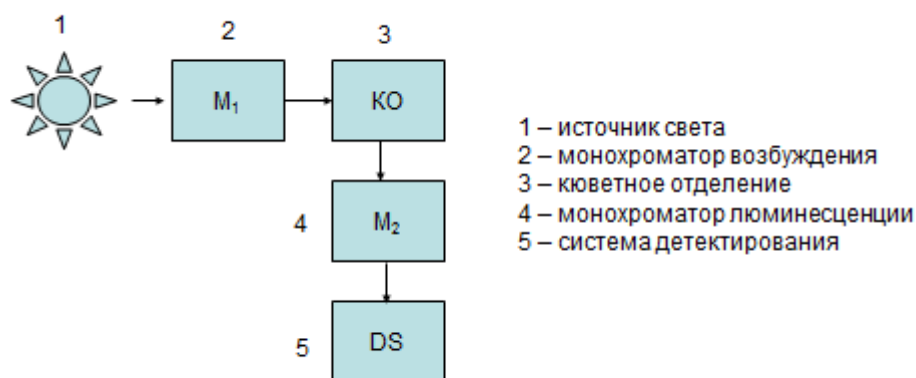 1
2
3
M₁
КО
4
M₂
5
DS
1 – источник света
2 – монохроматор возбуждения
3 – кюветное отделение
4 – монохроматор люминесценции
5 – система детектирования